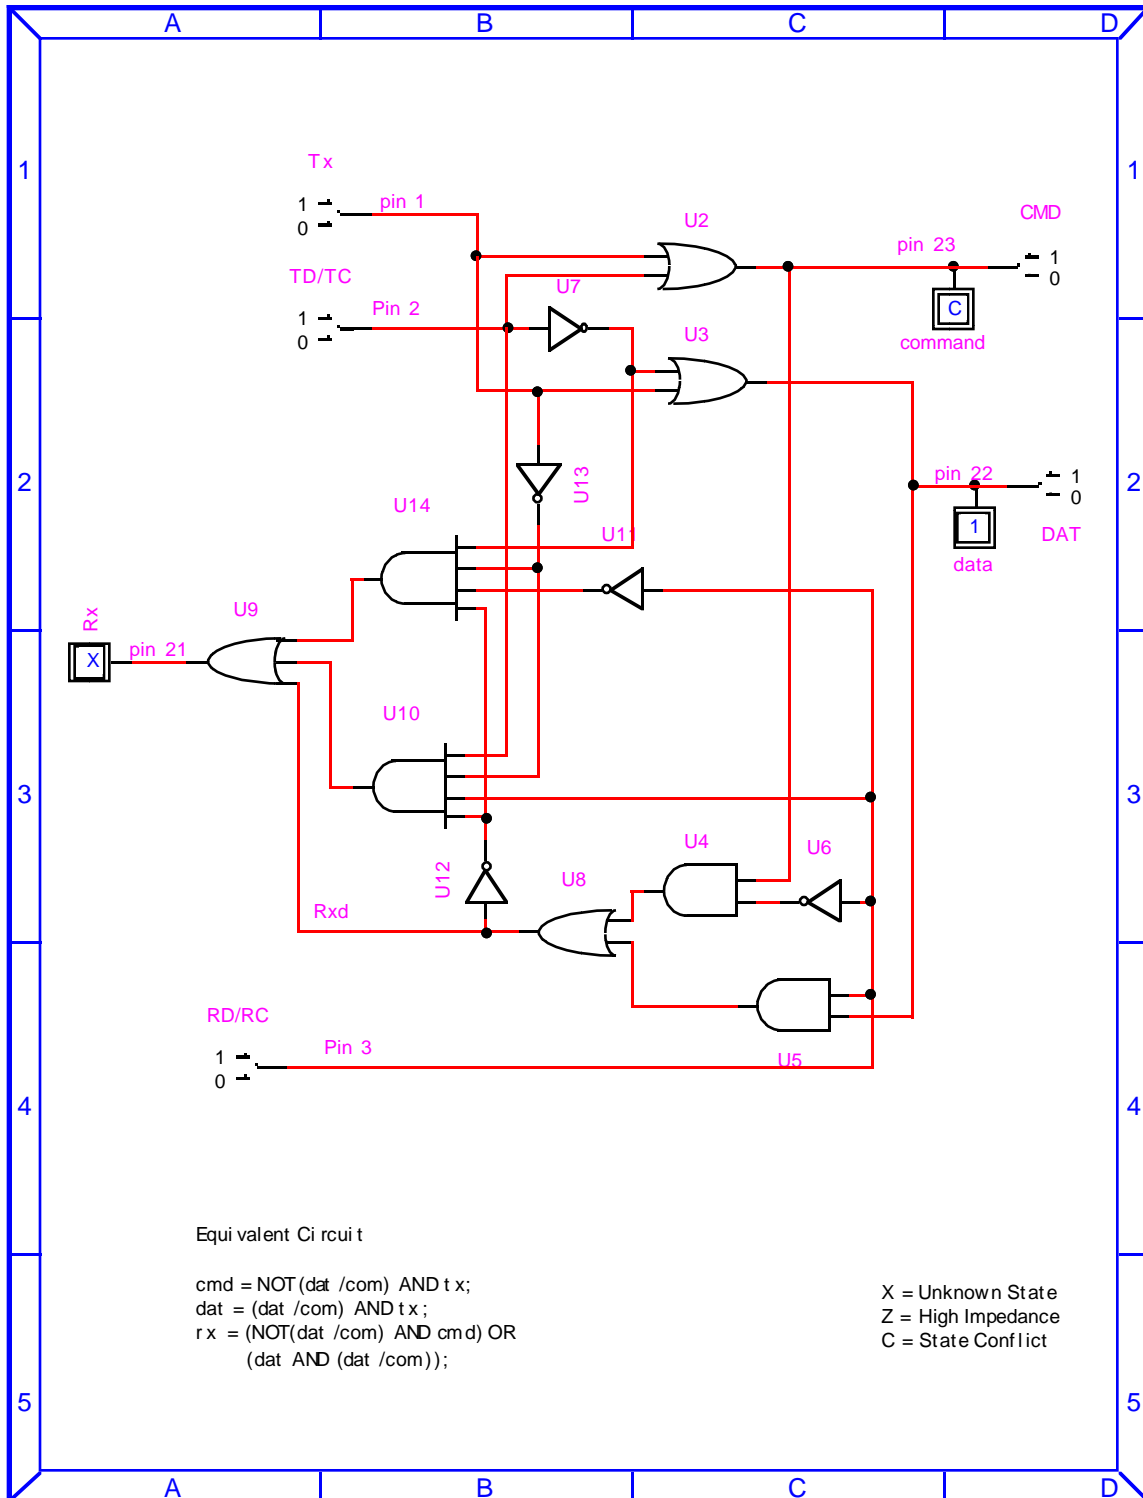 A B C D
1 1
Tx
pin 1
1
0
U2
CMD
pin 23
1
0
TD/TC
U7
Pin 2
1
0
C
command
U3
2 2
U13
pin 22
1
0
U14
U11
1
DAT
data
Rx
U9
pin 21
X
U10
3 3
U4
U6
U12
U8
Rxd
RD/RC
Pin 3
1
0
U5
4 4
Equivalent Circuit
cmd = NOT(dat /com) AND tx;
dat = (dat /com) AND tx;
rx = (NOT(dat /com) AND cmd) OR
(dat AND (dat /com));
X = Unknown State
Z = High Impedance
C = State Conflict
5 5
A B C D